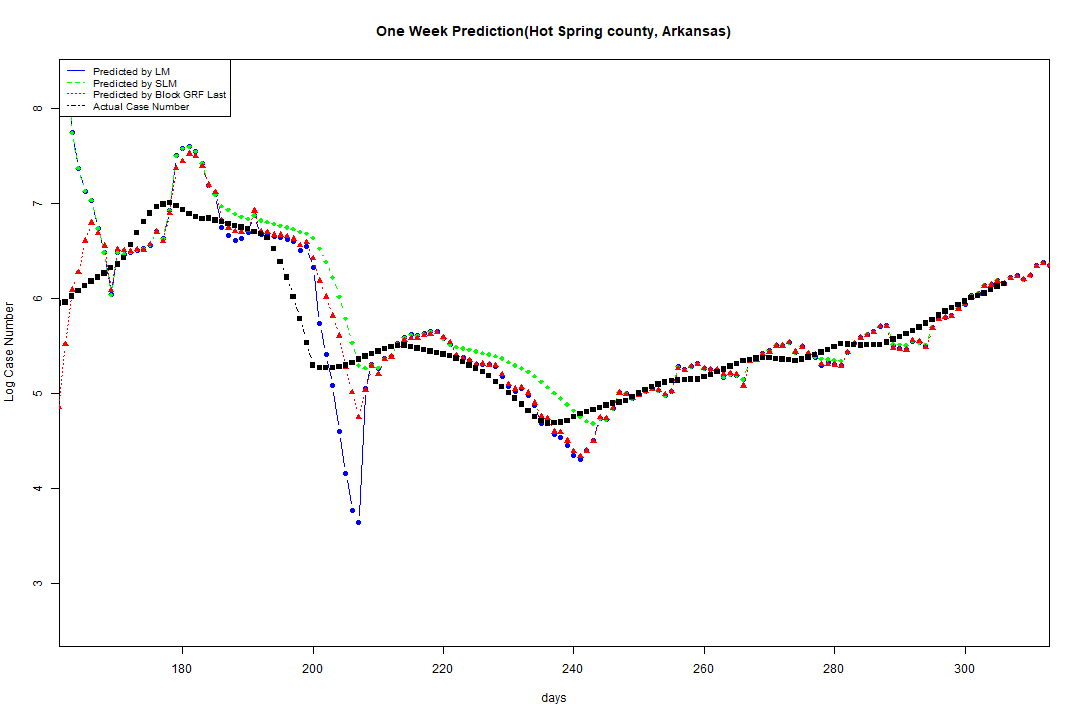 One Week Prediction(Hot Spring county, Arkansas)
Predicted by LM
Predicted by SLM
Predicted by Block GRF Last
Actual Case Number
8
7
6
5
4
3
Log Case Number
180 200 220 240 260 280 300
days